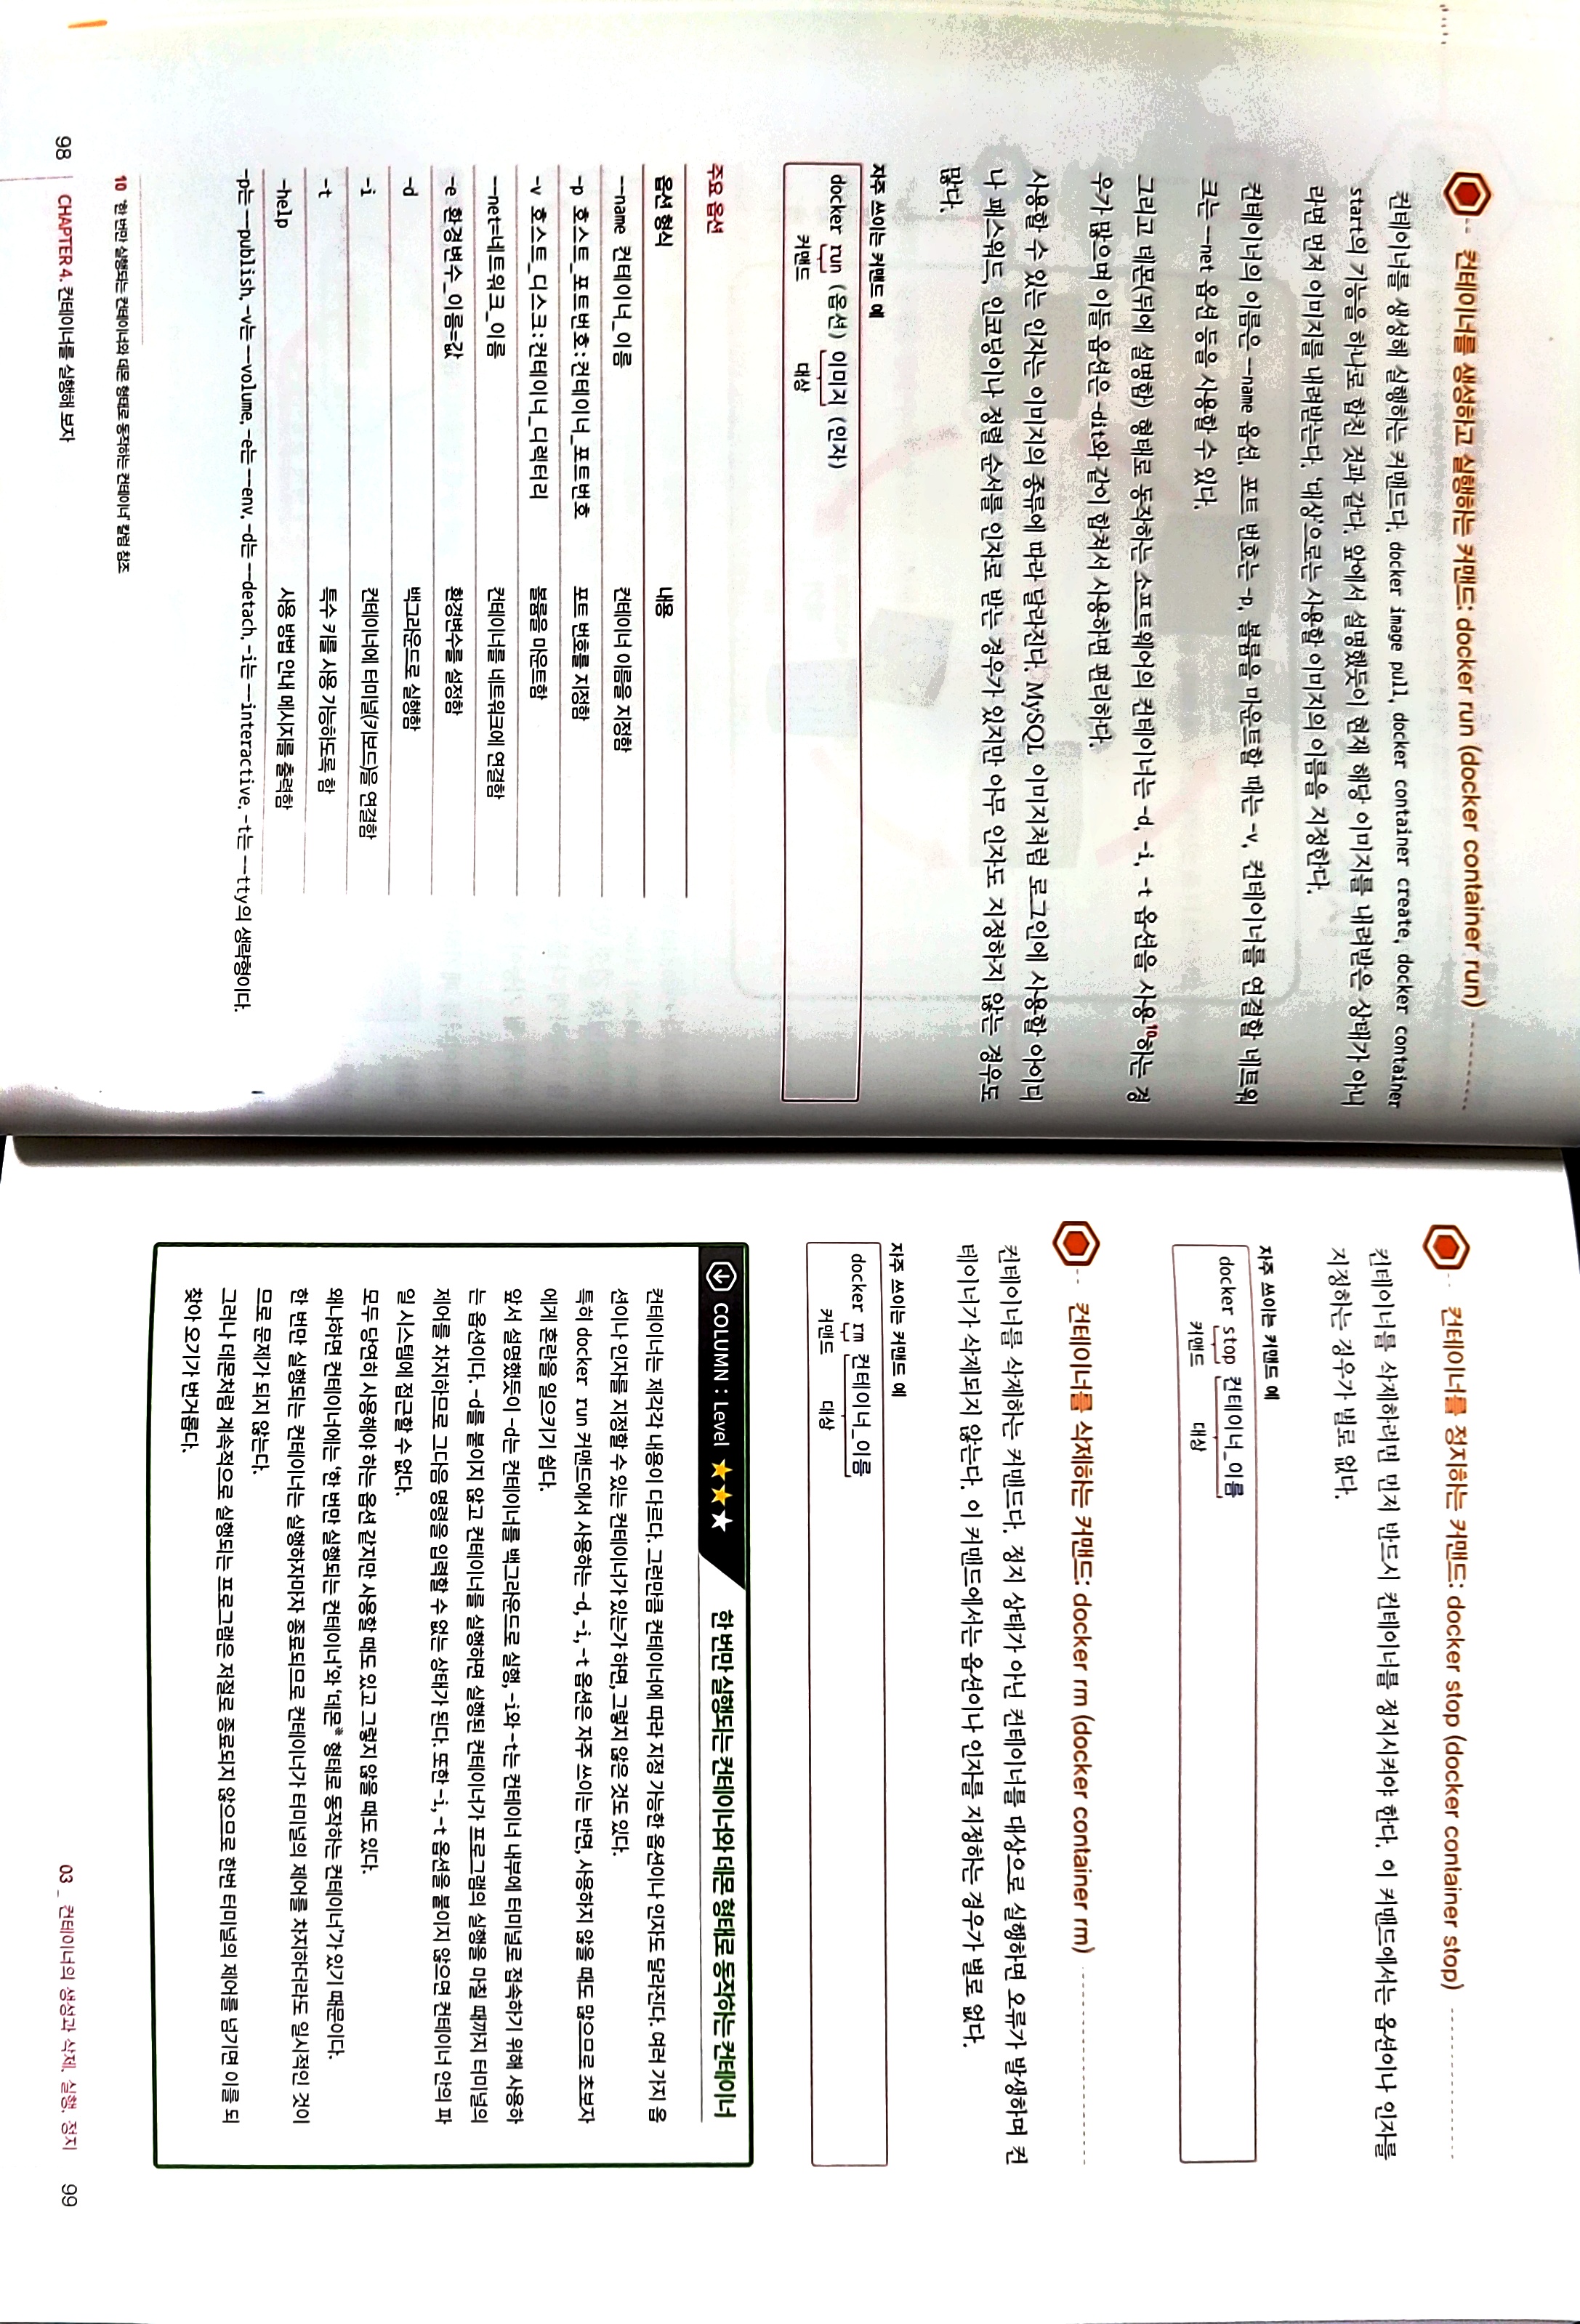 컨테이너를 생성하고 실행하는 커맨드: docker run (docker container run)
컨테이너를 생성해 실행하는 커맨드다. docker image pull, docker container create, docker container
start의 기능을 하나로 합친 것과 같다. 앞에서 설명했듯이 현재 해당 이미지를 내려받은 상태가 아니
라면 먼저 이미지를 내려받는다. ‘대상’으로는 사용할 이미지의 이름을 지정한다.
컨테이너의 이름은 --name 옵션, 포트 번호는 -p, 볼륨을 마운트할 때는 -v, 컨테이너를 연결할 네트워
크는 --net 옵션 등을 사용할 수 있다.
그리고 데몬(뒤에 설명함) 형태로 동작하는 소프트웨어의 컨테이너는 -d, -i, -t 옵션을 사용10하는 경
우가 많으며 이들 옵션은 -dit와 같이 합쳐서 사용하면 편리하다.
사용할 수 있는 인자는 이미지의 종류에 따라 달라진다. MySQL 이미지처럼 로그인에 사용할 아이디
나 패스워드, 인코딩이나 정렬 순서를 인자로 받는 경우가 있지만 아무 인자도 지정하지 않는 경우도
많다.
자주 쓰이는 커맨드 예
docker run (옵션) 이미지 (인자)
커맨드 대상
주요 옵션
옵션 형식 내용
--name 컨테이너_이름 컨테이너 이름을 지정함
-p 호스트_포트번호:컨테이너_포트번호 포트 번호를 지정함
-v 호스트_디스크:컨테이너_디렉터리 볼륨을 마운트함
--net=네트워크_이름 컨테이너를 네트워크에 연결함
-e 환경변수_이름=값 환경변수를 설정함
-d 백그라운드로 실행함
-i 컨테이너에 터미널(키보드)을 연결함
-t 특수 키를 사용 가능하도록 함
-help 사용 방법 안내 메시지를 출력함
-p는 --publish, -v는 --volume, -e는 --env, -d는 --detach, -i는 --interactive, -t는 --tty의 생략형이다.
10 ‘한 번만 실행되는 컨테이너와 데몬 형태로 동작하는 컨테이너’ 칼럼 참조
98 CHAPTER 4. 컨테이너를 실행해 보자
컨테이너를 정지하는 커맨드: docker stop (docker container stop)
컨테이너를 삭제하려면 먼저 반드시 컨테이너를 정지시켜야 한다. 이 커맨드에서는 옵션이나 인자를
지정하는 경우가 별로 없다.
자주 쓰이는 커맨드 예
docker stop 컨테이너_이름
커맨드 대상
컨테이너를 삭제하는 커맨드: docker rm (docker container rm)
컨테이너를 삭제하는 커맨드다. 정지 상태가 아닌 컨테이너를 대상으로 실행하면 오류가 발생하며 컨
테이너가 삭제되지 않는다. 이 커맨드에서는 옵션이나 인자를 지정하는 경우가 별로 없다.
자주 쓰이는 커맨드 예
docker rm 컨테이너_이름
커맨드 대상
COLUMN : Level ★★★ 한 번만 실행되는 컨테이너와 데몬 형태로 동작하는 컨테이너
컨테이너는 제각각 내용이 다르다. 그런만큼 컨테이너에 따라 지정 가능한 옵션이나 인자도 달라진다. 여러 가지 옵
션이나 인자를 지정할 수 있는 컨테이너가 있는가 하면, 그렇지 않은 것도 있다.
특히 docker run 커맨드에서 사용하는 -d, -i, -t 옵션은 자주 쓰이는 반면, 사용하지 않을 때도 많으므로 초보자
에게 혼란을 일으키기 쉽다.
앞서 설명했듯이 -d는 컨테이너를 백그라운드로 실행, -i와 -t는 컨테이너 내부에 터미널로 접속하기 위해 사용하
는 옵션이다. -d를 붙이지 않고 컨테이너를 실행하면 실행된 컨테이너가 프로그램의 실행을 마칠 때까지 터미널의
제어를 차지하므로 그다음 명령을 입력할 수 없는 상태가 된다. 또한 -i, -t 옵션을 붙이지 않으면 컨테이너 안의 파
일 시스템에 접근할 수 없다.
모두 당연히 사용해야 하는 옵션 같지만 사용할 때도 있고 그렇지 않을 때도 있다.
왜냐하면 컨테이너에는 ‘한 번만 실행되는 컨테이너’와 ‘데몬※ 형태로 동작하는 컨테이너’가 있기 때문이다.
한 번만 실행되는 컨테이너는 실행하자마자 종료되므로 컨테이너가 터미널의 제어를 차지하더라도 일시적인 것이
므로 문제가 되지 않는다.
그러나 데몬처럼 계속적으로 실행되는 프로그램은 저절로 종료되지 않으므로 한번 터미널의 제어를 넘기면 이를 되
찾아 오기가 번거롭다.
03 _ 컨테이너의 생성과 삭제, 실행, 정지 99